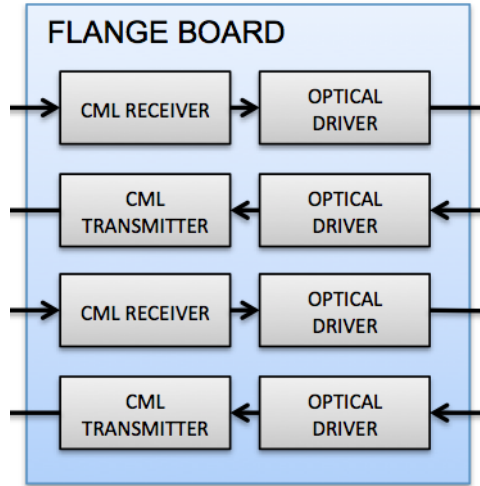 FLANGE BOARD
CML RECEIVER
OPTICAL
DRIVER
CML
TRANSMITTER
OPTICAL
DRIVER
CML RECEIVER
OPTICAL
DRIVER
CML
TRANSMITTER
OPTICAL
DRIVER